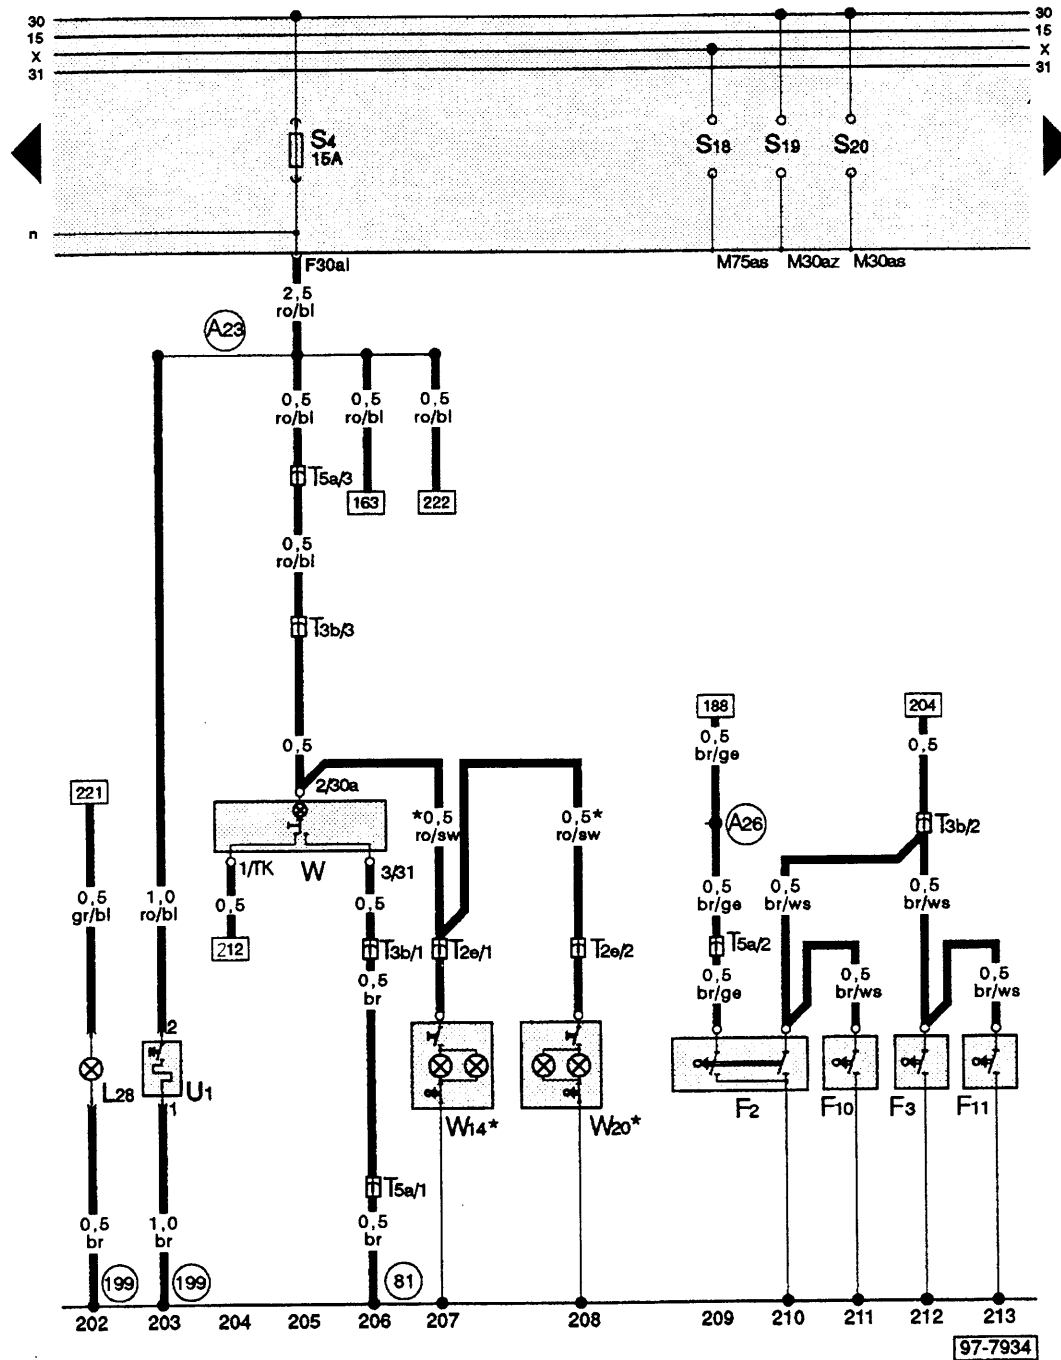 30 30
15 15
X X
31 31
S4
15A
S18 S19 S20
n
F30al
M75as M30az M30as
2,5
ro/bl
A23
0,5 0,5 0,5
ro/bl ro/bl ro/bl
T5a/3
163 222
0,5
ro/bl
T3b/3
188 204
0,5 0,5 0,5
br/ge
221
2/30a
*0,5 0,5*
ro/sw ro/sw
A26
T3b/2
1/TK W 3/31
0,5 1,0 0,5 0,5
gr/bl ro/bl
0,5 0,5 0,5
br/ge br/ws br/ws
212
T3b/1 T2e/1 T2e/2
T5a/2
0,5
br
0,5 0,5 0,5
br/ge br/ws br/ws
2
L28 U1
1
W14* W20*
F2 F10 F3 F11
T5a/1
0,5 1,0 0,5
br br br
199 199 81
202 203 204 205 206 207 208 209 210 211 212 213
97-7934